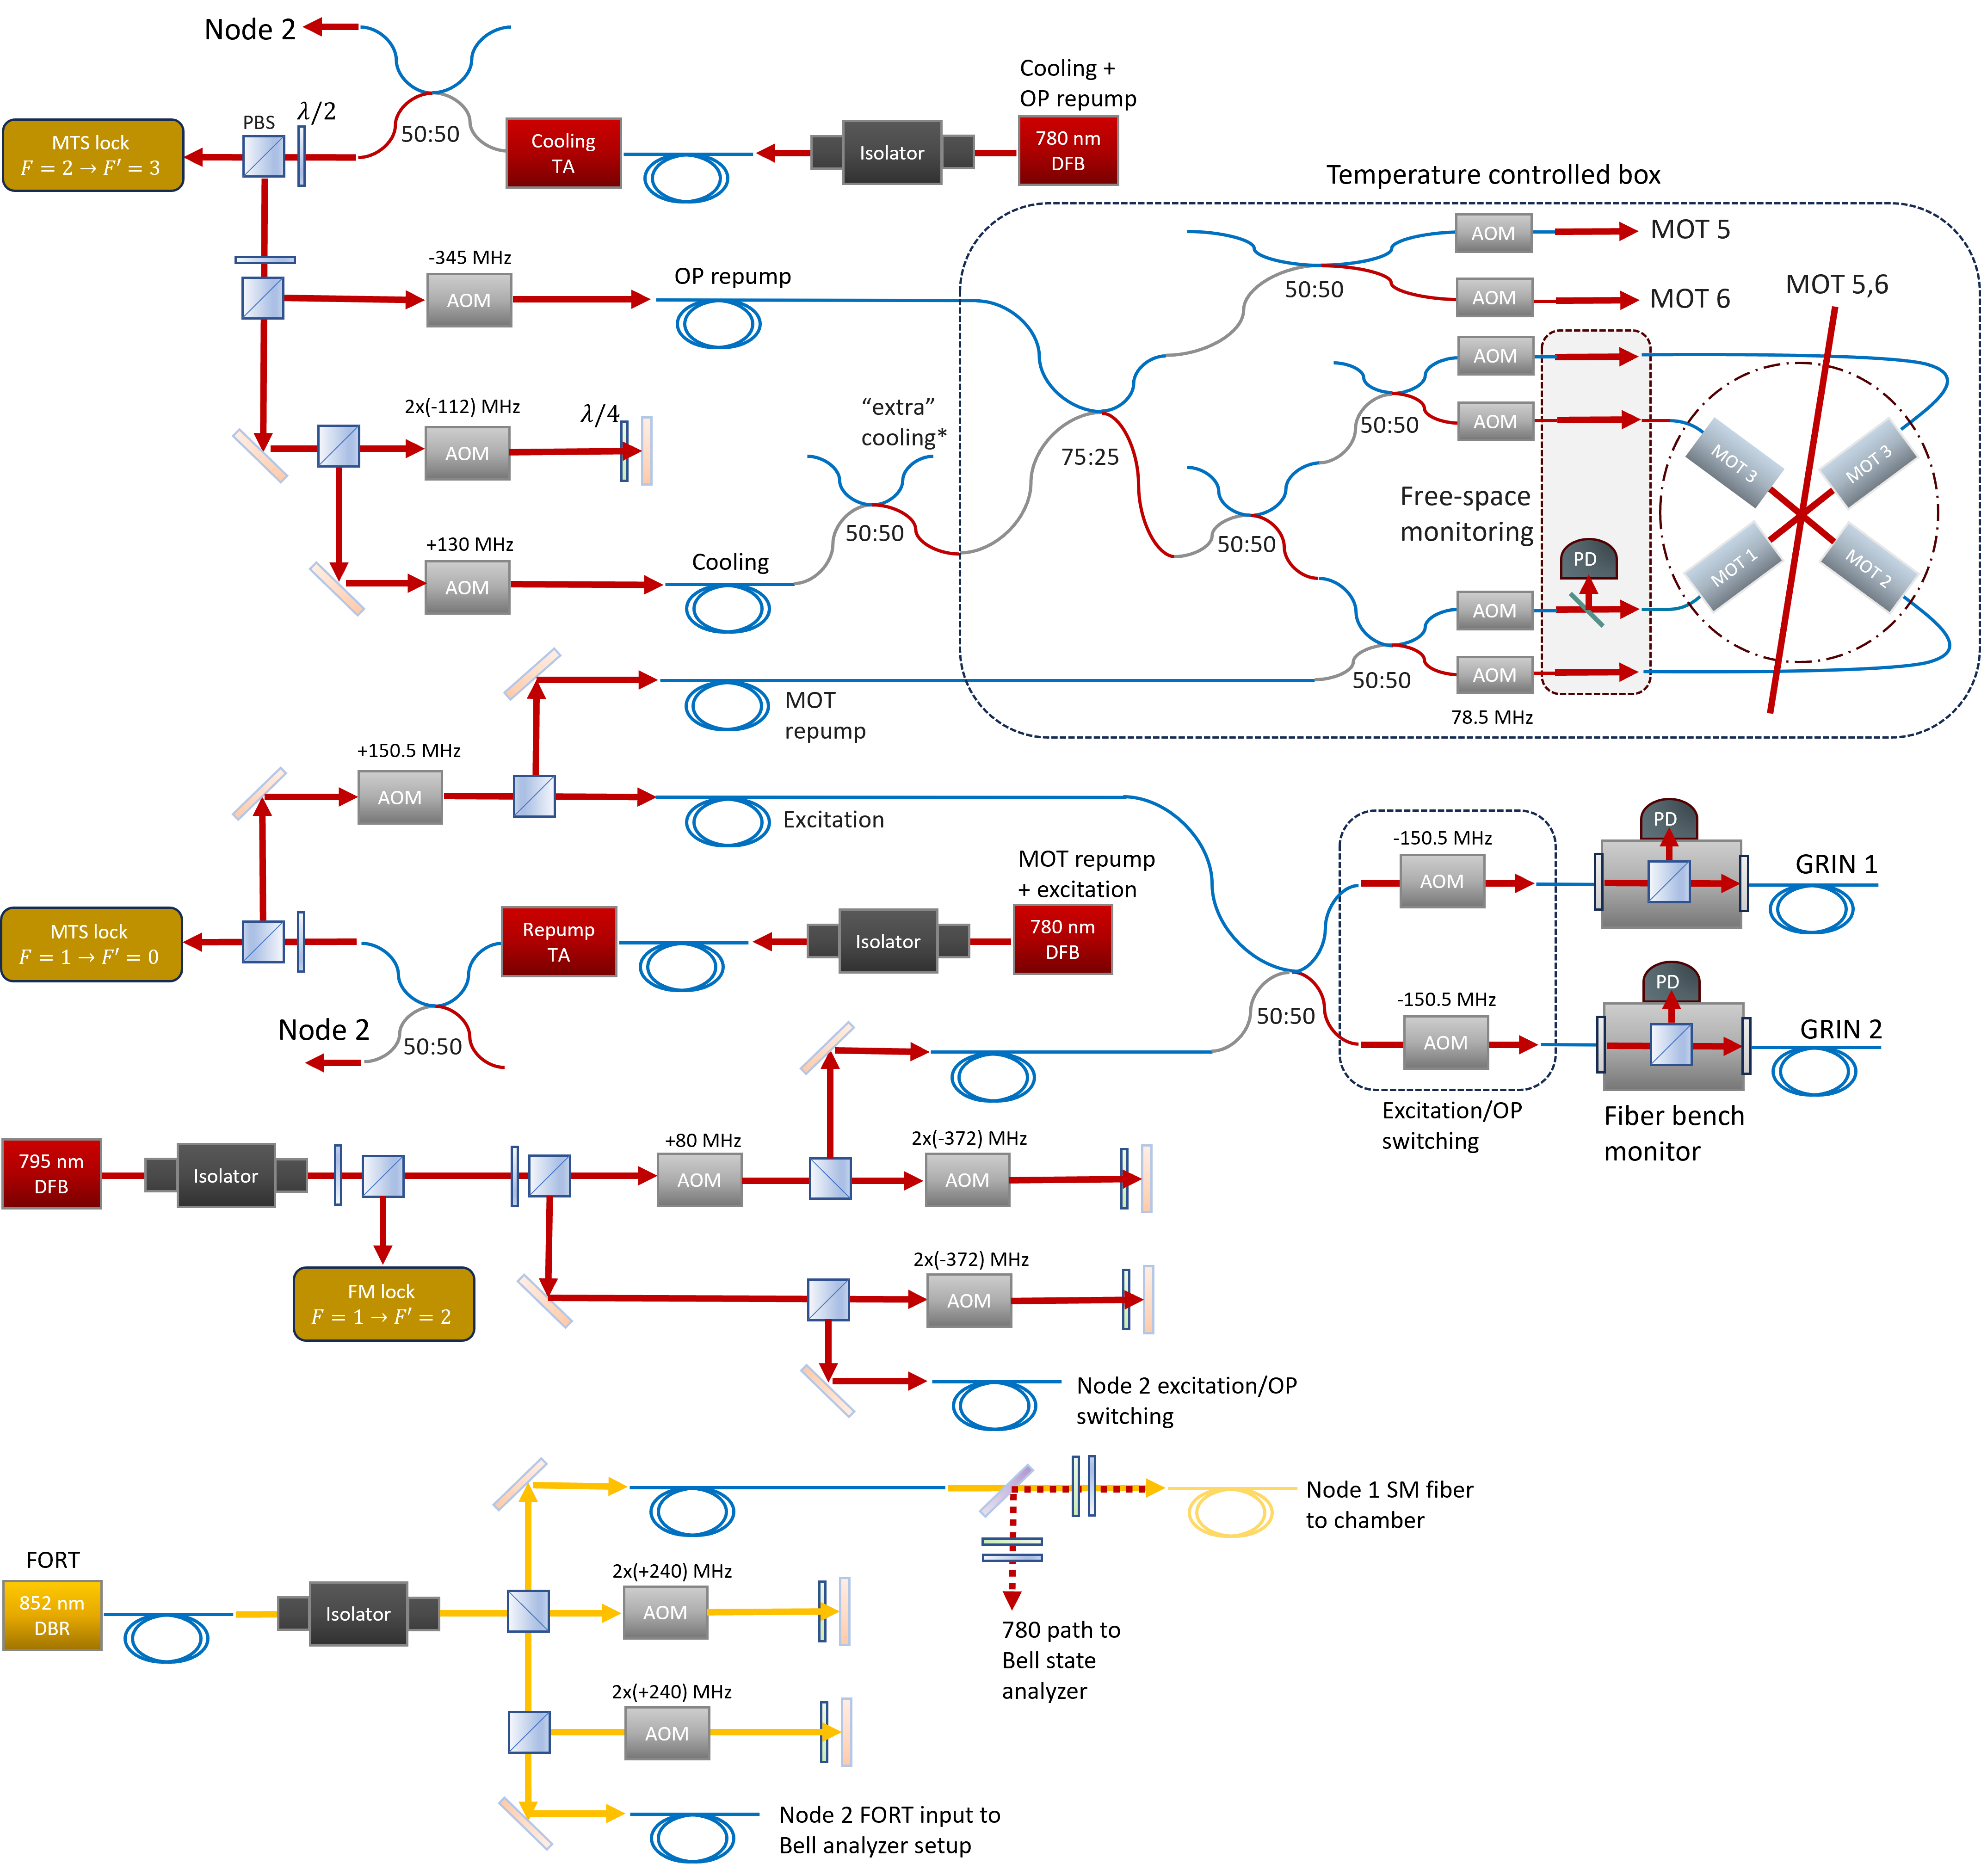 Node 2
Cooling +
OP repump
PBS
λ/2
50:50
MTS lock
F = 2 → F′ = 3
Cooling
TA
Isolator
780 nm
DFB
Temperature controlled box
-345 MHz
AOM
OP repump
AOM
MOT 5
50:50
AOM
MOT 6
MOT 5,6
AOM
2x(-112) MHz
AOM
λ/4
"extra"
cooling*
75:25
50:50
AOM
MOT 3
MOT 3
Free-space
monitoring
50:50
50:50
+130 MHz
AOM
Cooling
PD
MOT 1
MOT 2
AOM
50:50
AOM
78.5 MHz
MOT
repump
+150.5 MHz
AOM
Excitation
MOT repump
+ excitation
MTS lock
F = 1 → F′ = 0
Repump
TA
Isolator
780 nm
DFB
-150.5 MHz
AOM
PD
GRIN 1
Node 2
50:50
50:50
-150.5 MHz
AOM
PD
GRIN 2
Excitation/OP
switching
Fiber bench
monitor
795 nm
DFB
Isolator
+80 MHz
AOM
2x(-372) MHz
AOM
FM lock
F = 1 → F′ = 2
2x(-372) MHz
AOM
Node 2 excitation/OP
switching
Node 1 SM fiber
to chamber
FORT
852 nm
DBR
Isolator
2x(+240) MHz
AOM
780 path to
Bell state
analyzer
2x(+240) MHz
AOM
Node 2 FORT input to
Bell analyzer setup